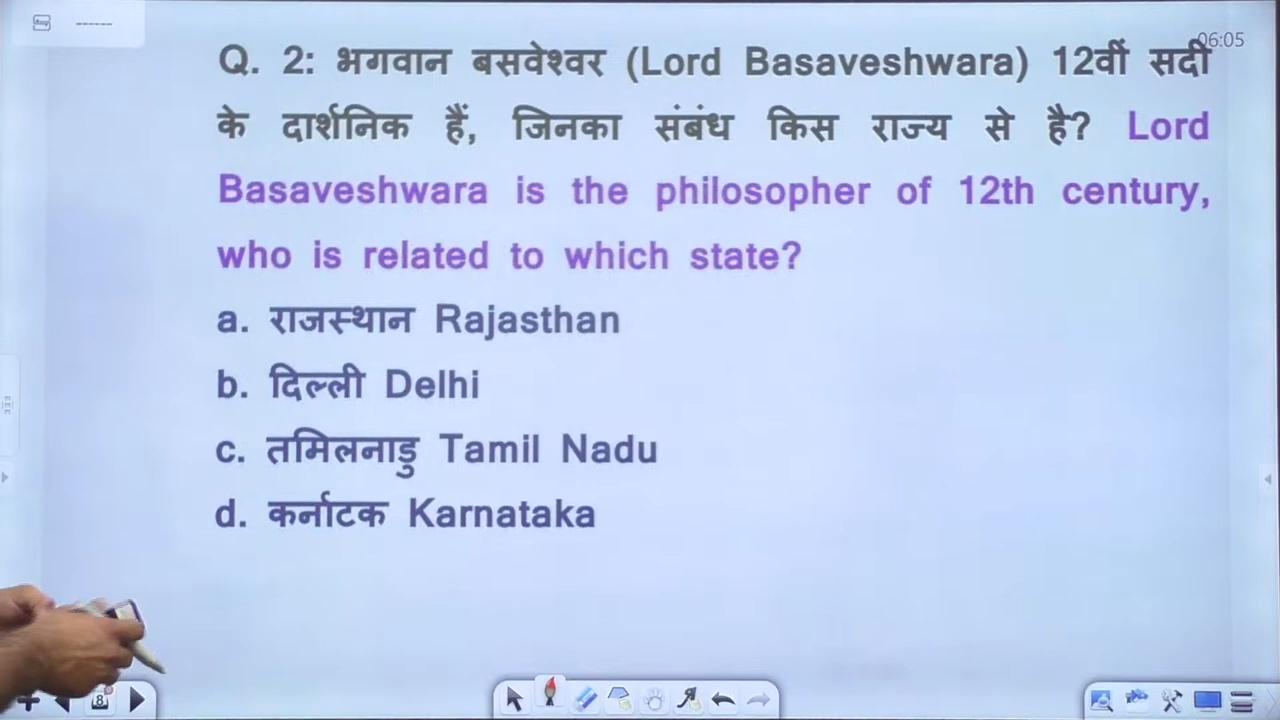 06:05
Q. 2: भगवान बसवेश्वर (Lord Basaveshwara) 12वीं सदी
के दार्शनिक हैं, जिनका संबंध किस राज्य से है? Lord
Basaveshwara is the philosopher of 12th century,
who is related to which state?
a. राजस्थान Rajasthan
b. दिल्ली Delhi
c. तमिलनाडु Tamil Nadu
d. कर्नाटक Karnataka
8